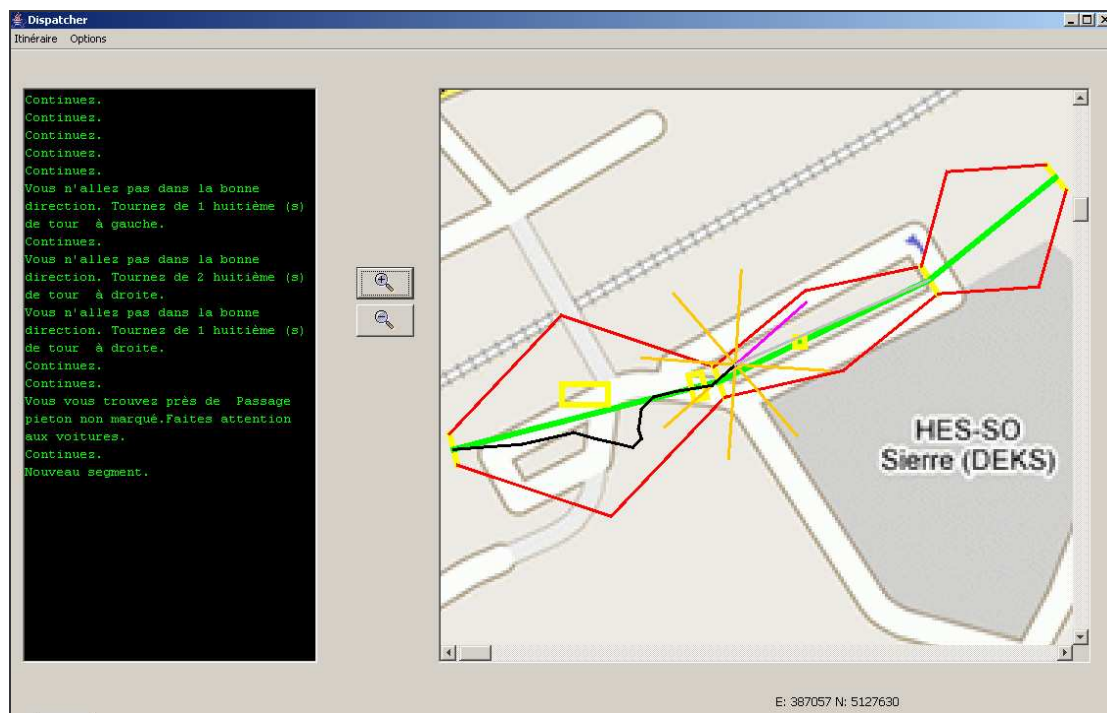 Dispatcher
Itinéraire Options
Continuez.
Continuez.
Continuez.
Continuez.
Continuez.
Vous n'allez pas dans la bonne
direction. Tournez de 1 huitième (s)
de tour à gauche.
Continuez.
Vous n'allez pas dans la bonne
direction. Tournez de 2 huitième (s)
de tour à droite.
Vous n'allez pas dans la bonne
direction. Tournez de 1 huitième (s)
de tour à droite.
Continuez.
Continuez.
Vous vous trouvez près de Passage
pieton non marqué.Faites attention
aux voitures.
Continuez.
Nouveau segment.
HES-SO
Sierre (DEKS)
E: 387057 N: 5127630